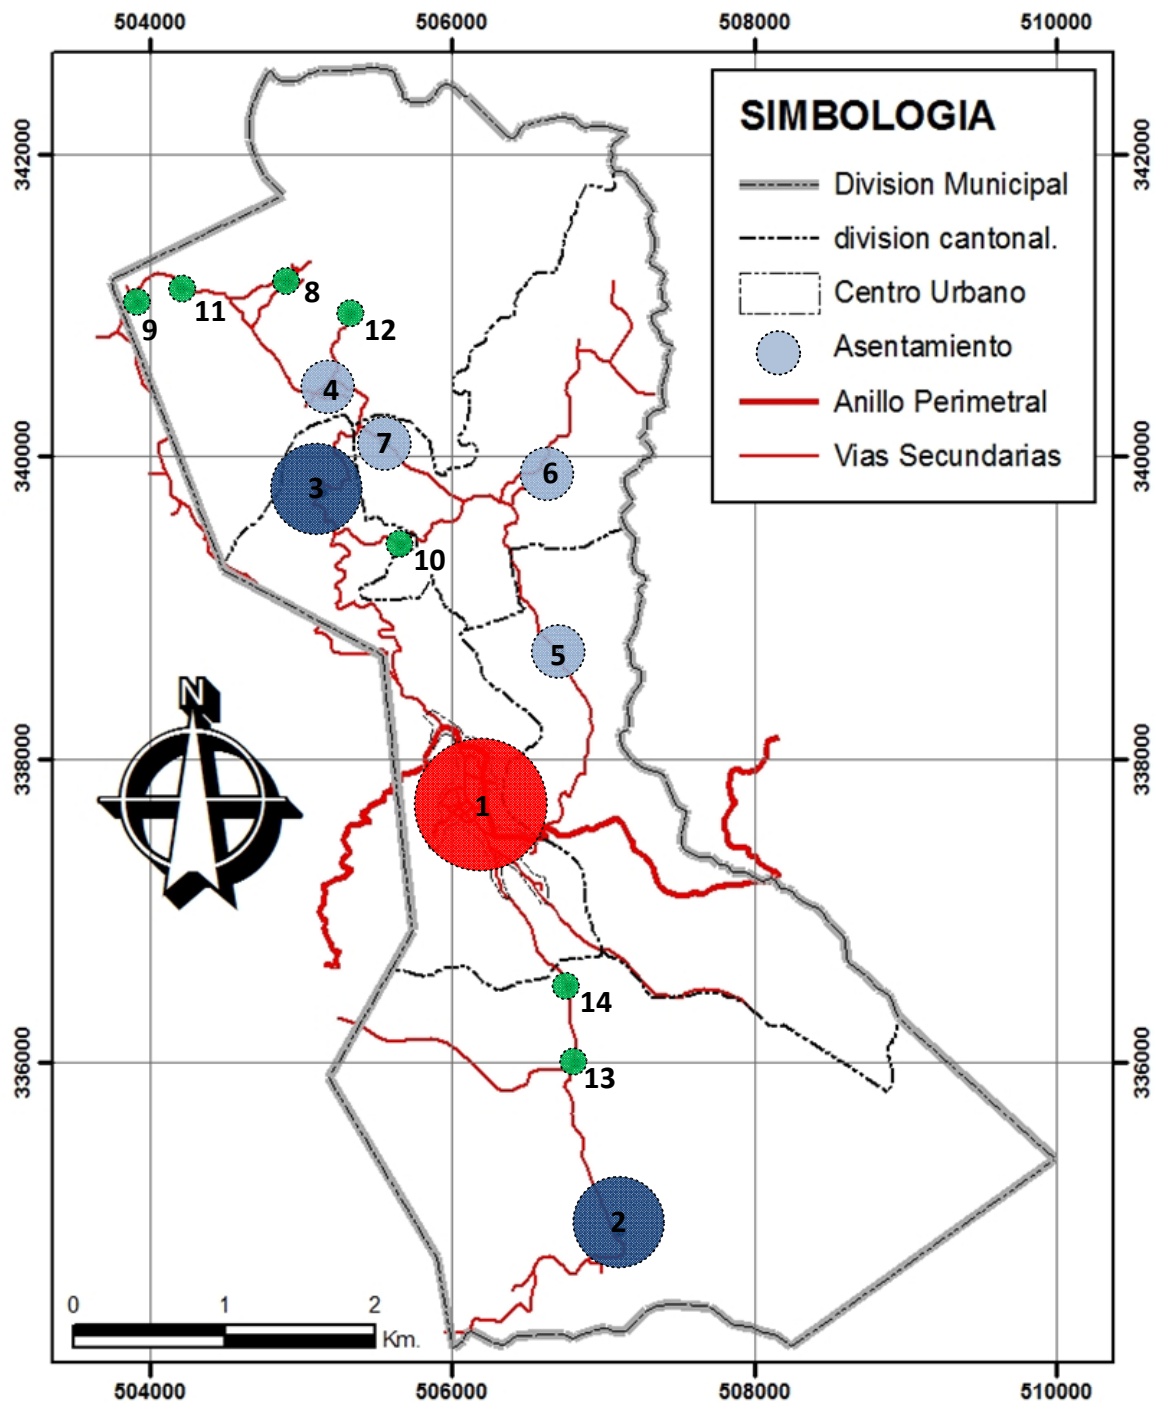 504000 506000 508000 510000
SIMBOLOGIA
342000
342000
Division Municipal
division cantonal.
Centro Urbano
Asentamiento
Anillo Perimetral
Vias Secundarias
8
11
9
12
4
7
340000
340000
6
3
10
5
N
338000
338000
1
14
336000
336000
13
2
0 1 2
Km.
504000 506000 508000 510000